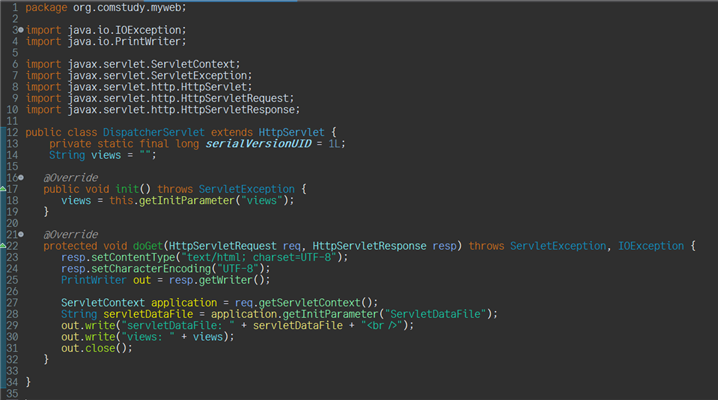 1 package org.comstudy.myweb;
2
3 import java.io.IOException;
4 import java.io.PrintWriter;
5
6 import javax.servlet.ServletContext;
7 import javax.servlet.ServletException;
8 import javax.servlet.http.HttpServlet;
9 import javax.servlet.http.HttpServletRequest;
10 import javax.servlet.http.HttpServletResponse;
11
12 public class DispatcherServlet extends HttpServlet {
13     private static final long serialVersionUID = 1L;
14     String views = "";
15
16     @Override
17     public void init() throws ServletException {
18         views = this.getInitParameter("views");
19     }
20
21     @Override
22     protected void doGet(HttpServletRequest req, HttpServletResponse resp) throws ServletException, IOException {
23         resp.setContentType("text/html; charset=UTF-8");
24         resp.setCharacterEncoding("UTF-8");
25         PrintWriter out = resp.getWriter();
26
27         ServletContext application = req.getServletContext();
28         String servletDataFile = application.getInitParameter("ServletDataFile");
29         out.write("servletDataFile: " + servletDataFile + "<br />");
30         out.write("views: " + views);
31         out.close();
32     }
33
34 }
35